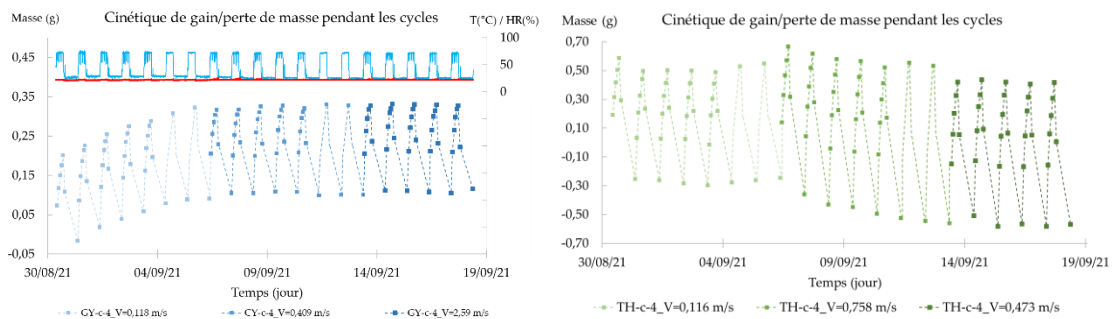 Masse (g) Cinétique de gain/perte de masse pendant les cycles T(°C) / HR(%)
0,45
0,35
0,25
0,15
0,05
-0,05
100
50
0
30/08/21 04/09/21 09/09/21 14/09/21 19/09/21
Temps (jour)
GY-c-4_V=0,118 m/s CY-c-4_V=0,409 m/s GY-c-4_V=2,59 m/s
Masse (g) Cinétique de gain/perte de masse pendant les cycles
0,70
0,50
0,30
0,10
-0,10
-0,30
-0,50
-0,70
30/08/21 04/09/21 09/09/21 14/09/21 19/09/21
Temps (jour)
TH-c-4_V=0,116 m/s TH-c-4_V=0,758 m/s TH-c-4_V=0,473 m/s